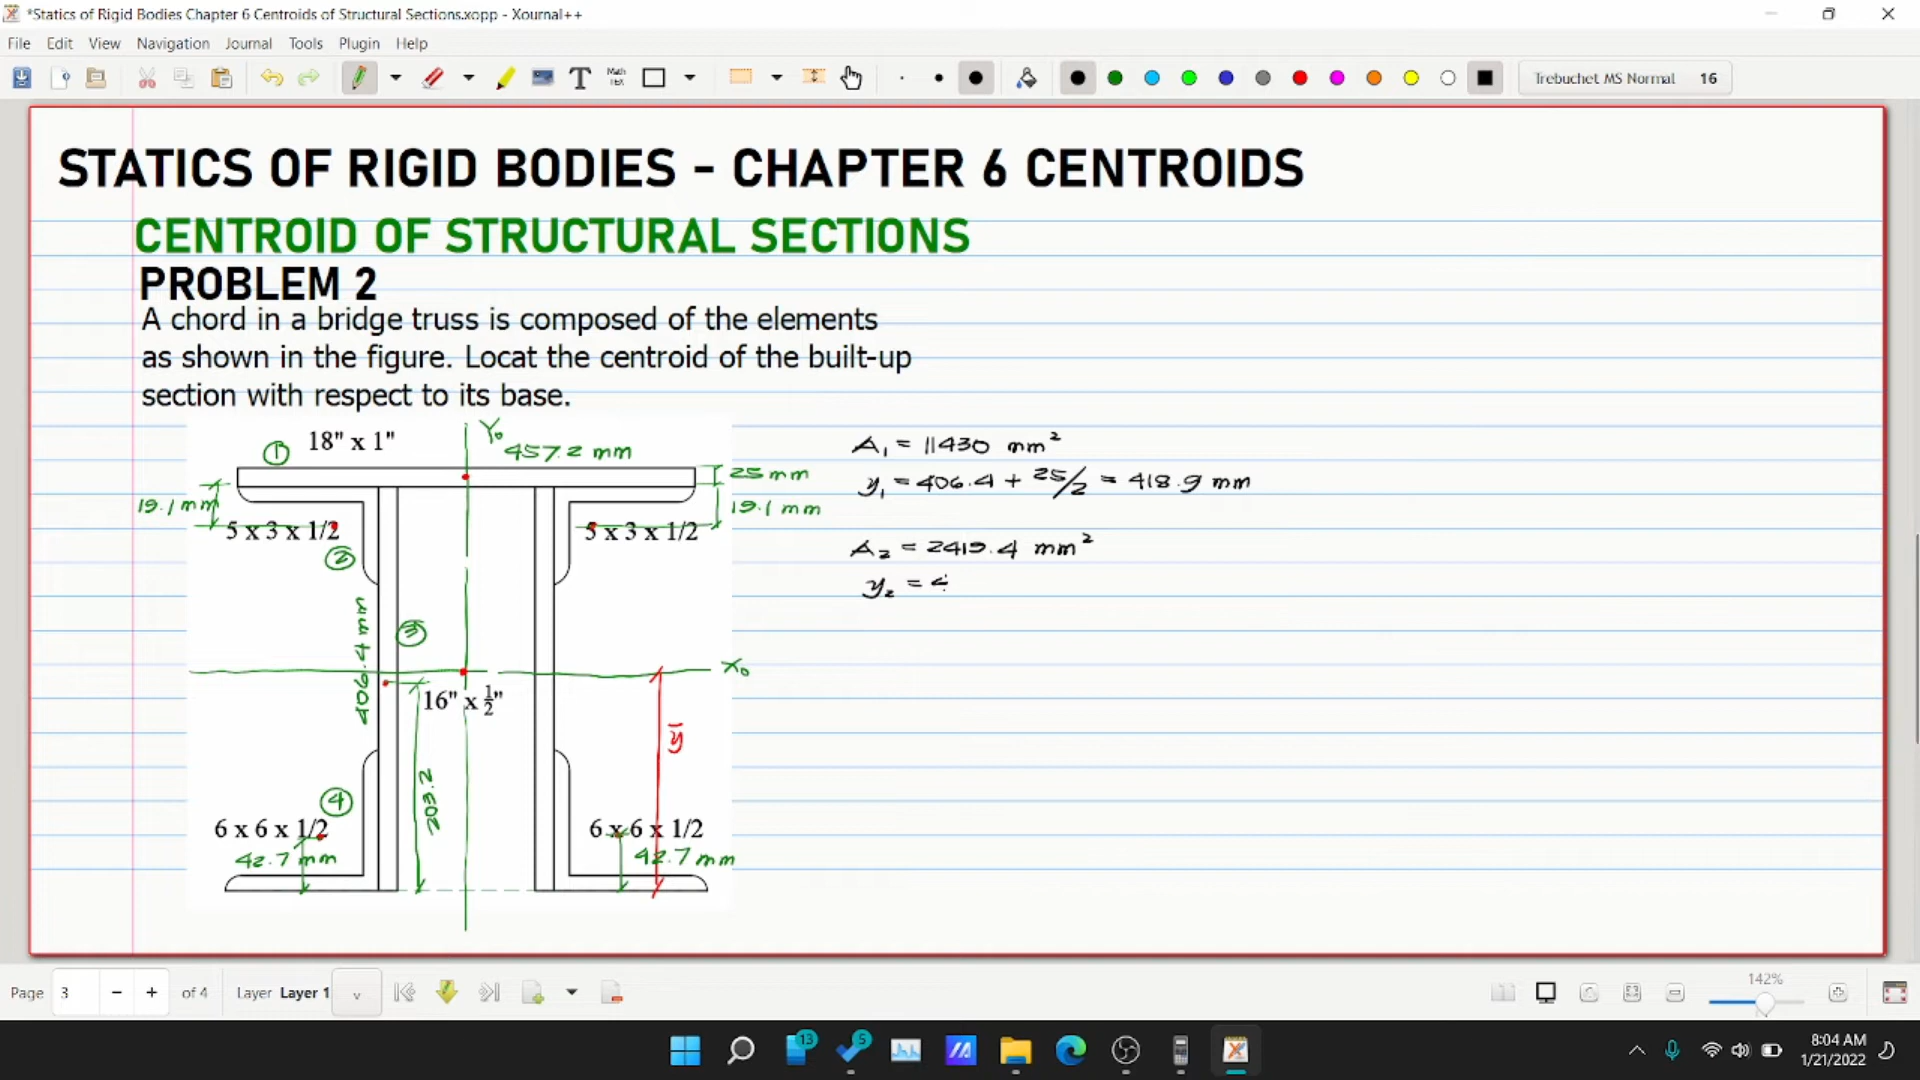 *Statics of Rigid Bodies Chapter 6 Centroids of Structural Sections.xopp - Xournal++
File Edit View Navigation Journal Tools Plugin Help
Math TEX
Trebuchet MS Normal 16
STATICS OF RIGID BODIES - CHAPTER 6 CENTROIDS
CENTROID OF STRUCTURAL SECTIONS
PROBLEM 2
A chord in a bridge truss is composed of the elements
as shown in the figure. Locat the centroid of the built-up
section with respect to its base.
① 18" x 1" Y₀ 457.2 mm
25 mm
19.1 mm 19.1 mm
5 x 3 x 1/2 5 x 3 x 1/2
②
406.4 mm
③
X₀
16" x ½"
ȳ
203.2
④
6 x 6 x 1/2 6 x 6 x 1/2
42.7 mm 42.7 mm
A₁ = 11430 mm²
y₁ = 406.4 + 25/2 = 418.9 mm
A₂ = 2419.4 mm²
y₂ = 4
Page 3 - + of 4 Layer Layer 1 v 142%
13 5
8:04 AM
1/21/2022